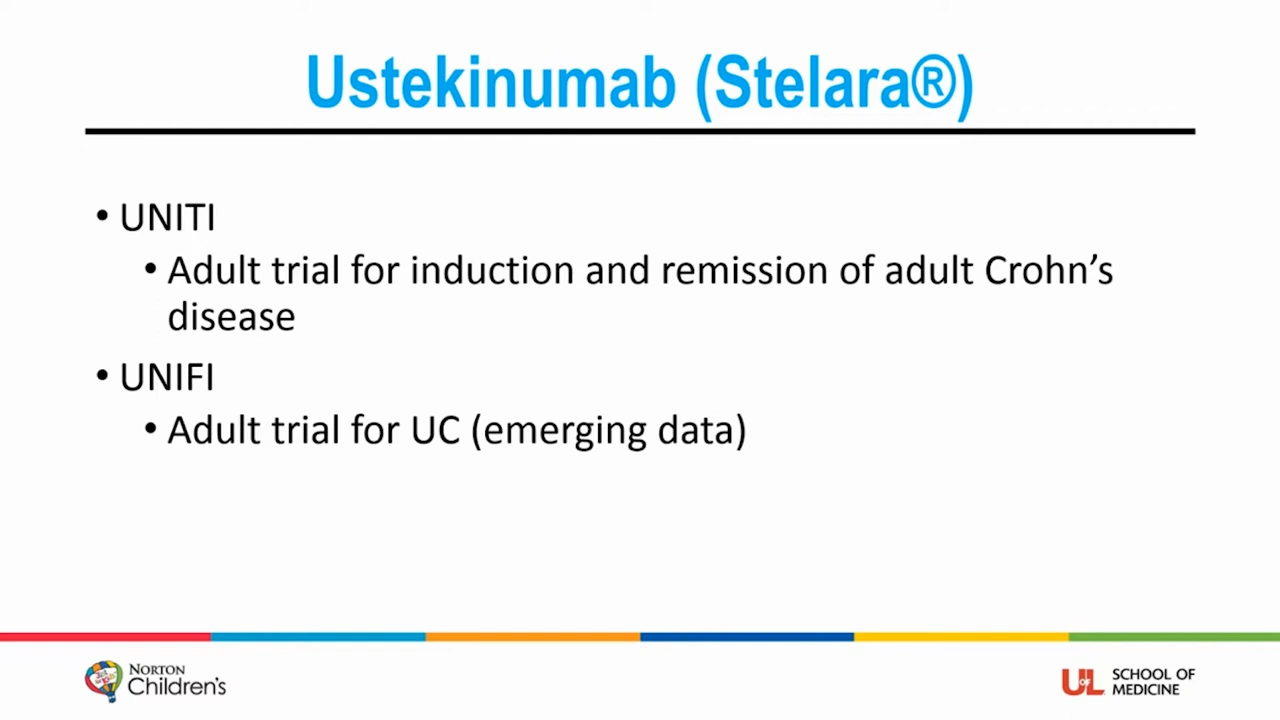 Ustekinumab (Stelara®)
• UNITI
• Adult trial for induction and remission of adult Crohn’s
disease
• UNIFI
• Adult trial for UC (emerging data)
NORTON
Children's
UofL SCHOOL OF
MEDICINE